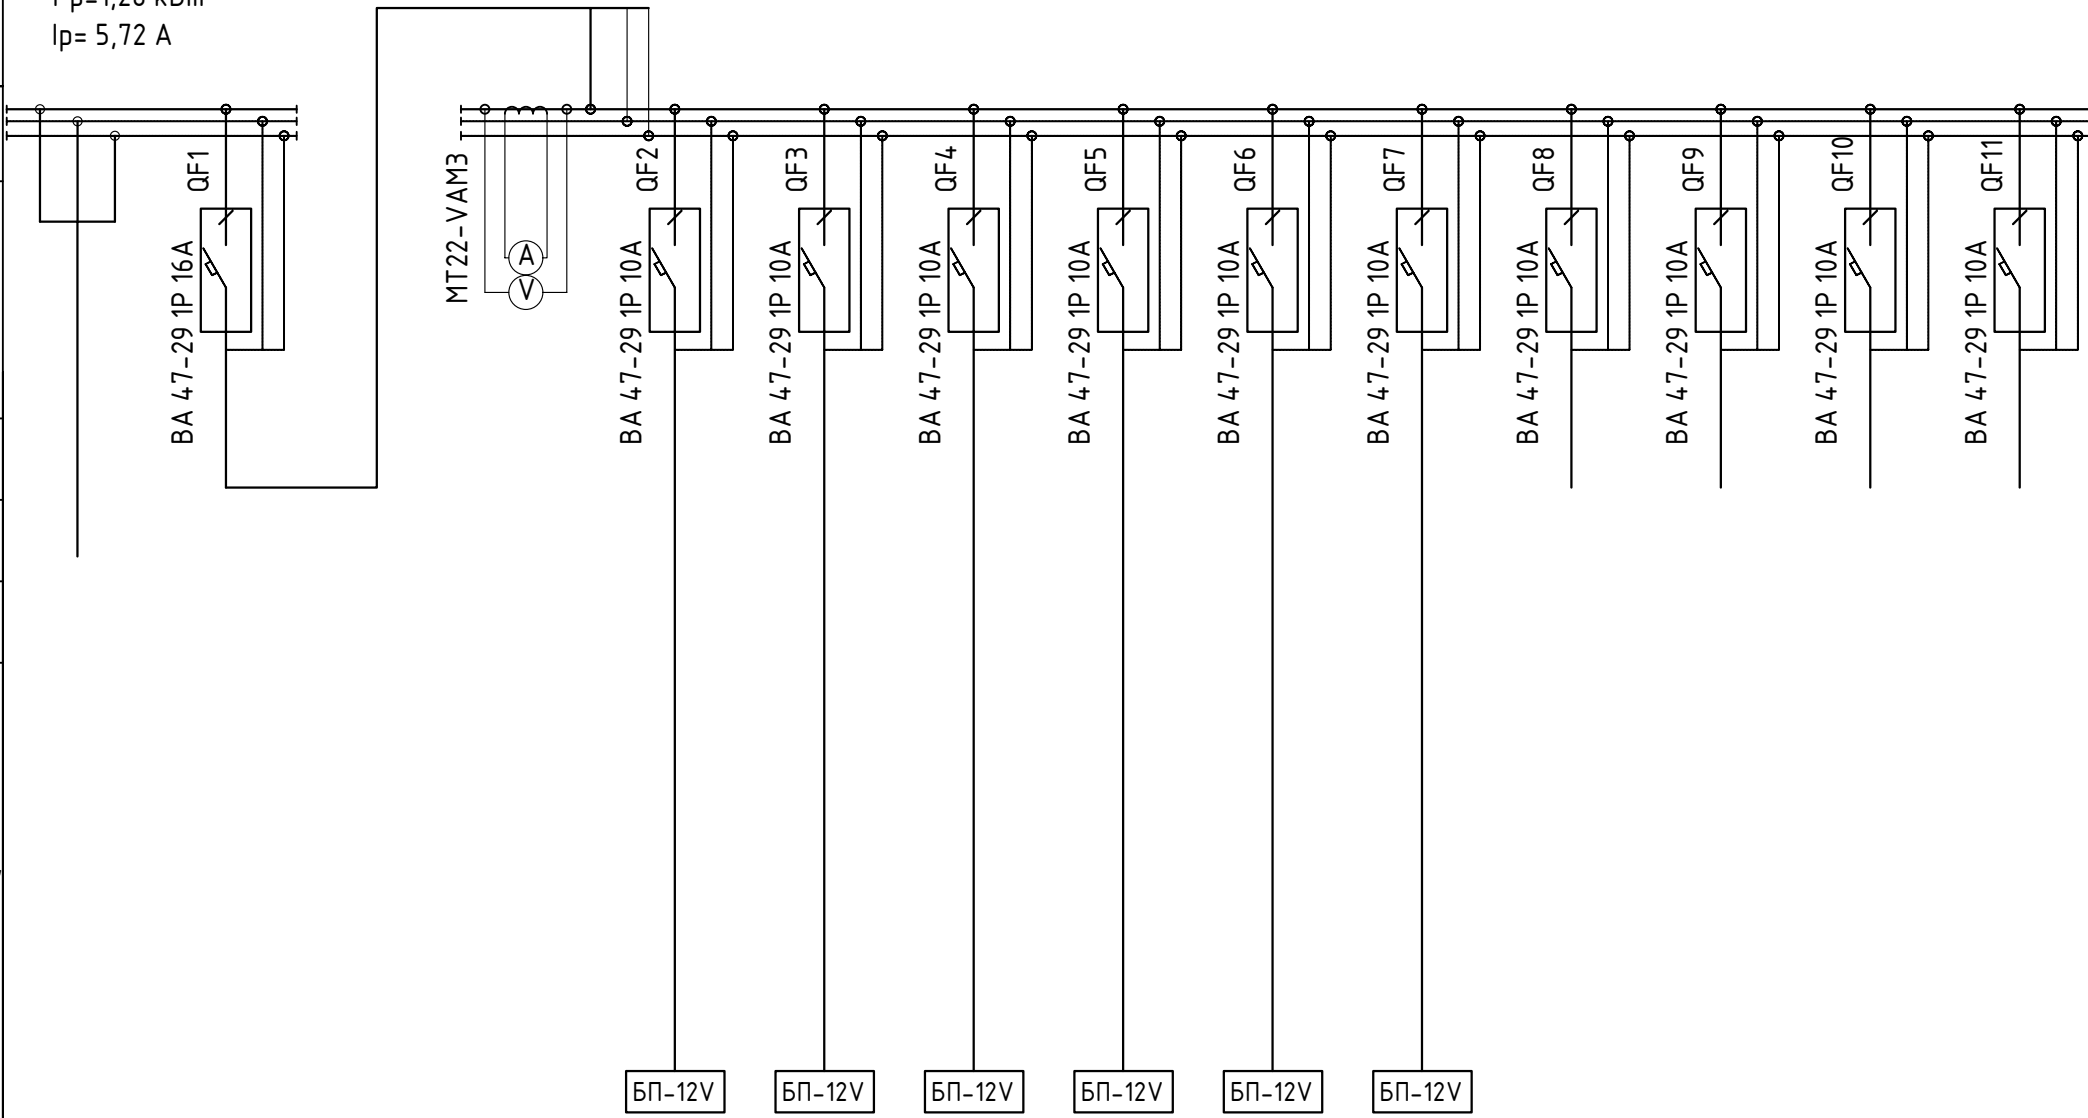 Iр= 5,72 А
QF1
ВА 47-29 1Р 16А
МТ22-VAM3
А
V
QF2
ВА 47-29 1Р 10А
QF3
ВА 47-29 1Р 10А
QF4
ВА 47-29 1Р 10А
QF5
ВА 47-29 1Р 10А
QF6
ВА 47-29 1Р 10А
QF7
ВА 47-29 1Р 10А
QF8
ВА 47-29 1Р 10А
QF9
ВА 47-29 1Р 10А
QF10
ВА 47-29 1Р 10А
QF11
ВА 47-29 1Р 10А
БП-12V
БП-12V
БП-12V
БП-12V
БП-12V
БП-12V